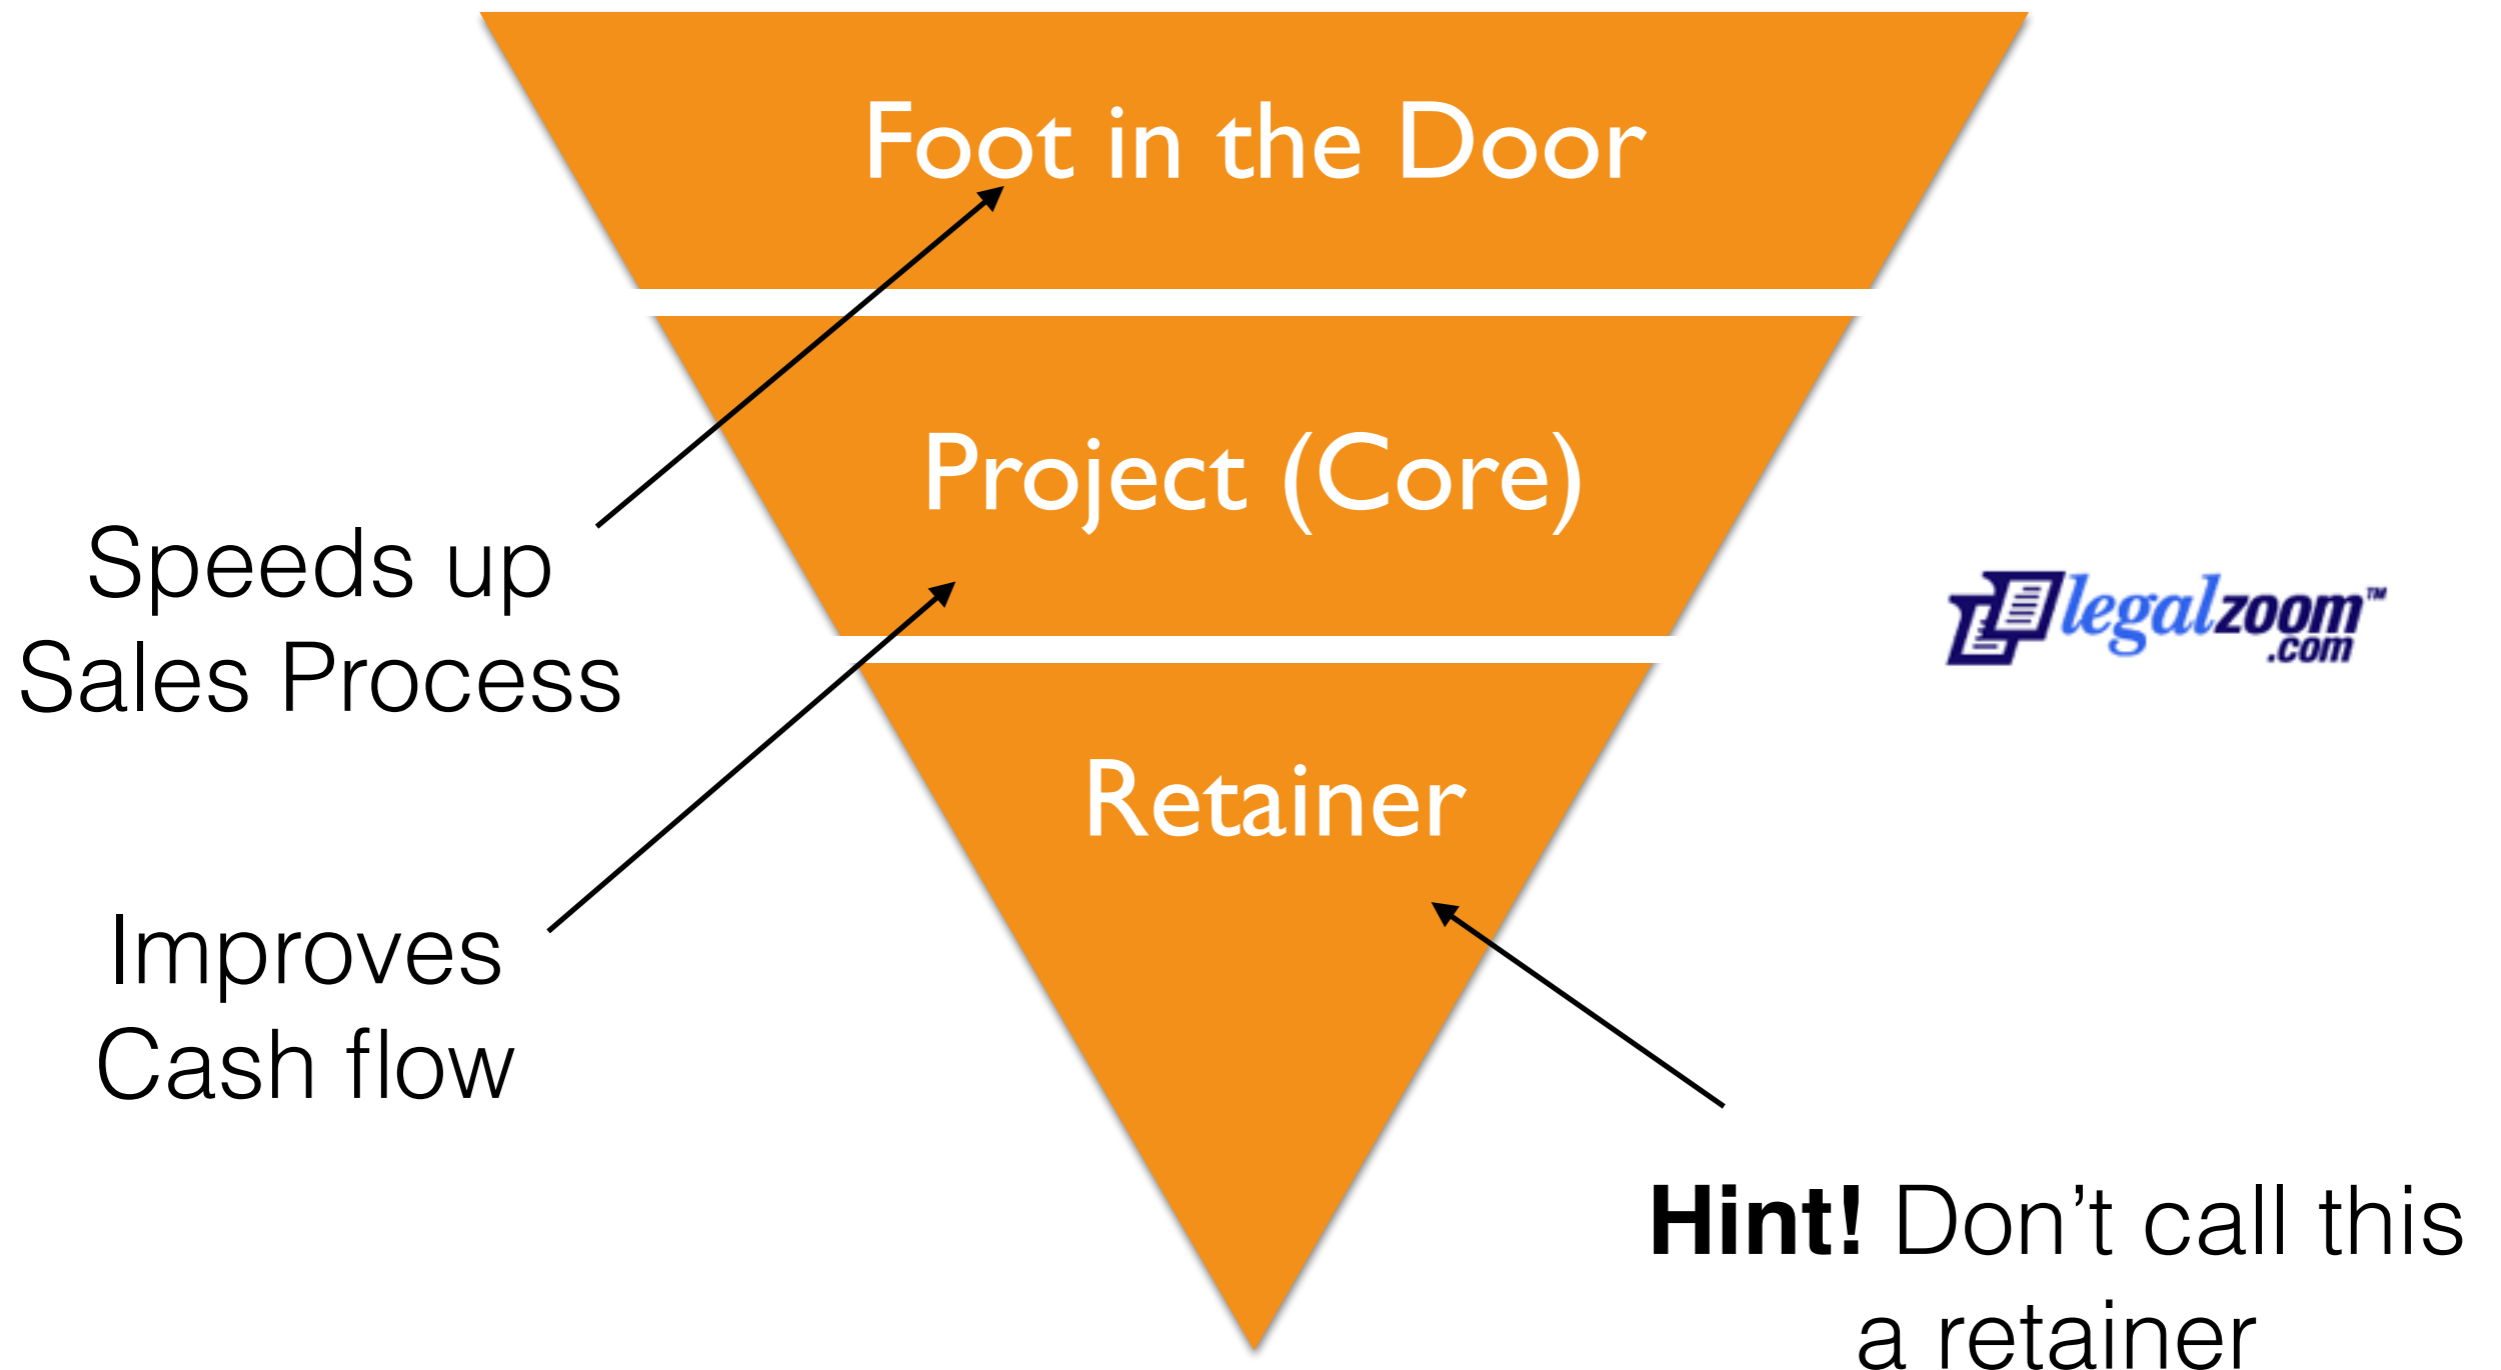 Foot in the Door
Project (Core)
Speeds up
Sales Process
legalzoom™
.com
Retainer
Improves
Cash flow
Hint! Don’t call this
a retainer